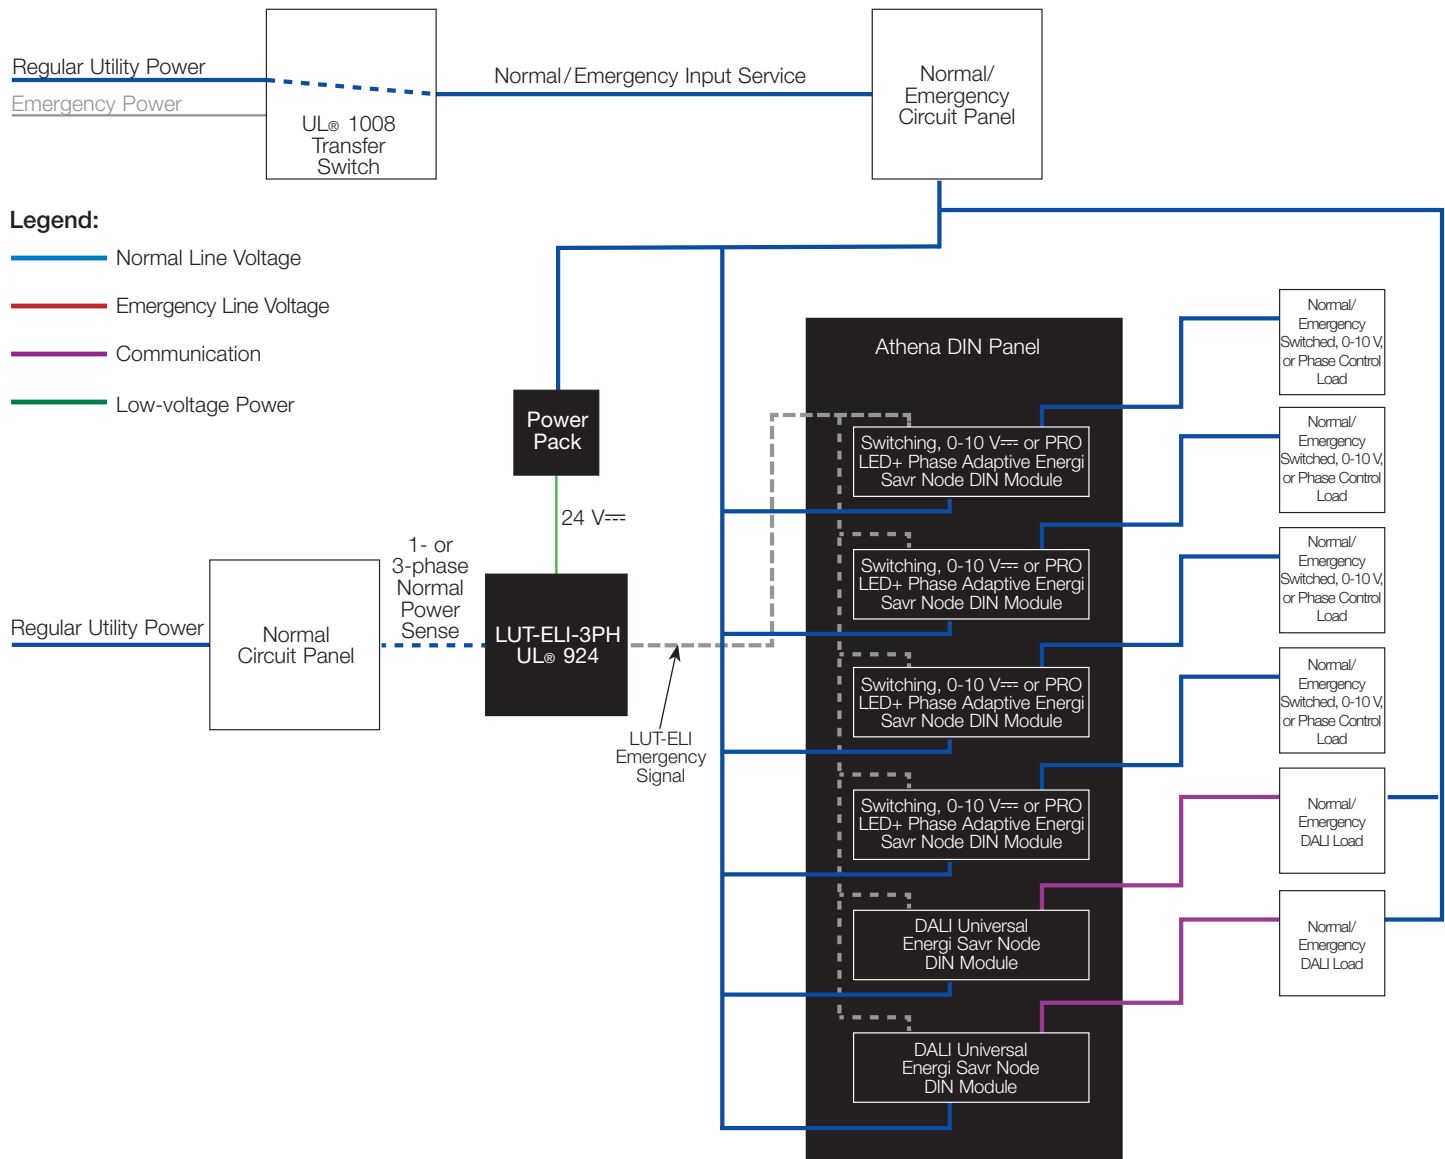 Regular Utility Power
Emergency Power
UL® 1008
Transfer
Switch
Normal/Emergency Input Service
Normal/
Emergency
Circuit Panel
Legend:
Normal Line Voltage
Emergency Line Voltage
Communication
Low-voltage Power
Power
Pack
24 V⎓
1- or
3-phase
Normal
Power
Sense
Regular Utility Power
Normal
Circuit Panel
LUT-ELI-3PH
UL® 924
LUT-ELI
Emergency
Signal
Athena DIN Panel
Switching, 0-10 V⎓ or PRO
LED+ Phase Adaptive Energi
Savr Node DIN Module
Switching, 0-10 V⎓ or PRO
LED+ Phase Adaptive Energi
Savr Node DIN Module
Switching, 0-10 V⎓ or PRO
LED+ Phase Adaptive Energi
Savr Node DIN Module
Switching, 0-10 V⎓ or PRO
LED+ Phase Adaptive Energi
Savr Node DIN Module
DALI Universal
Energi Savr Node
DIN Module
DALI Universal
Energi Savr Node
DIN Module
Normal/
Emergency
Switched, 0-10 V,
or Phase Control
Load
Normal/
Emergency
Switched, 0-10 V,
or Phase Control
Load
Normal/
Emergency
Switched, 0-10 V,
or Phase Control
Load
Normal/
Emergency
Switched, 0-10 V,
or Phase Control
Load
Normal/
Emergency
DALI Load
Normal/
Emergency
DALI Load